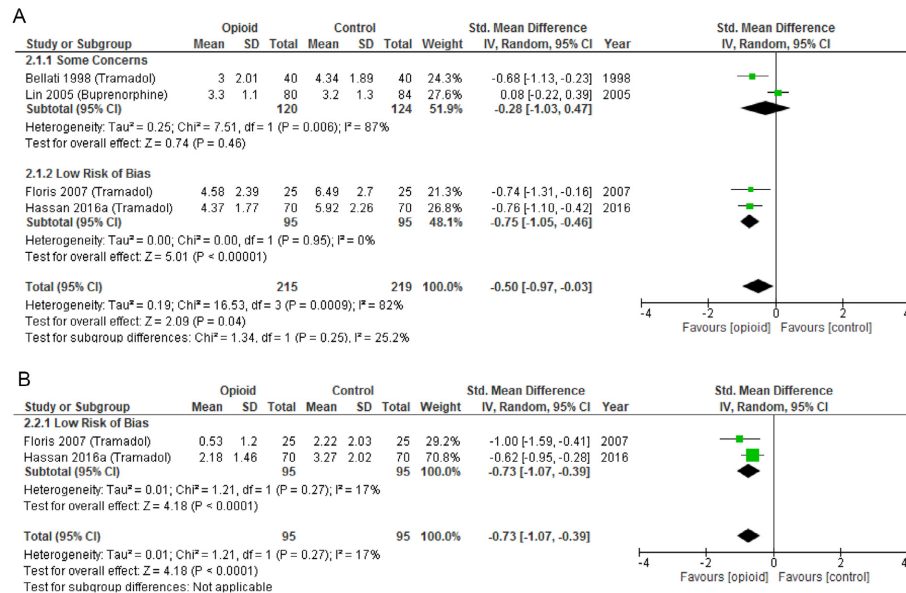 A
Opioid Control Std. Mean Difference Std. Mean Difference
Study or Subgroup Mean SD Total Mean SD Total Weight IV, Random, 95% CI Year IV, Random, 95% CI
2.1.1 Some Concerns
Bellati 1998 (Tramadol) 3 2.01 40 4.34 1.89 40 24.3% -0.68 [-1.13, -0.23] 1998
Lin 2005 (Buprenorphine) 3.3 1.1 80 3.2 1.3 84 27.6% 0.08 [-0.22, 0.39] 2005
Subtotal (95% CI) 120 124 51.9% -0.28 [-1.03, 0.47]
Heterogeneity: Tau² = 0.25; Chi² = 7.51, df = 1 (P = 0.006); I² = 87%
Test for overall effect: Z = 0.74 (P = 0.46)
2.1.2 Low Risk of Bias
Floris 2007 (Tramadol) 4.58 2.39 25 6.49 2.7 25 21.3% -0.74 [-1.31, -0.16] 2007
Hassan 2016a (Tramadol) 4.37 1.77 70 5.92 2.26 70 26.8% -0.76 [-1.10, -0.42] 2016
Subtotal (95% CI) 95 95 48.1% -0.75 [-1.05, -0.46]
Heterogeneity: Tau² = 0.00; Chi² = 0.00, df = 1 (P = 0.95); I² = 0%
Test for overall effect: Z = 5.01 (P < 0.00001)
Total (95% CI) 215 219 100.0% -0.50 [-0.97, -0.03]
Heterogeneity: Tau² = 0.19; Chi² = 16.53, df = 3 (P = 0.0009); I² = 82%
Test for overall effect: Z = 2.09 (P = 0.04)
Test for subgroup differences: Chi² = 1.34, df = 1 (P = 0.25), I² = 25.2%
-4 -2 0 2 4
Favours [opioid] Favours [control]
B
Opioid Control Std. Mean Difference Std. Mean Difference
Study or Subgroup Mean SD Total Mean SD Total Weight IV, Random, 95% CI Year IV, Random, 95% CI
2.2.1 Low Risk of Bias
Floris 2007 (Tramadol) 0.53 1.2 25 2.22 2.03 25 29.2% -1.00 [-1.59, -0.41] 2007
Hassan 2016a (Tramadol) 2.18 1.46 70 3.27 2.02 70 70.8% -0.62 [-0.95, -0.28] 2016
Subtotal (95% CI) 95 95 100.0% -0.73 [-1.07, -0.39]
Heterogeneity: Tau² = 0.01; Chi² = 1.21, df = 1 (P = 0.27); I² = 17%
Test for overall effect: Z = 4.18 (P < 0.0001)
Total (95% CI) 95 95 100.0% -0.73 [-1.07, -0.39]
Heterogeneity: Tau² = 0.01; Chi² = 1.21, df = 1 (P = 0.27); I² = 17%
Test for overall effect: Z = 4.18 (P < 0.0001)
Test for subgroup differences: Not applicable
-4 -2 0 2 4
Favours [opioid] Favours [control]